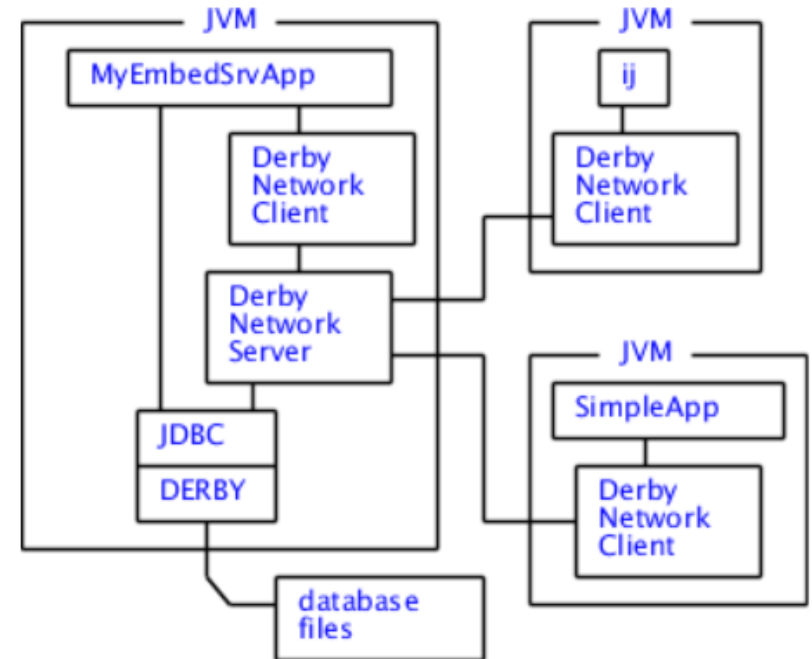 JVM
MyEmbedSrvApp
Derby
Network
Client
Derby
Network
Server
JDBC
DERBY
database
files
JVM
ij
Derby
Network
Client
JVM
SimpleApp
Derby
Network
Client